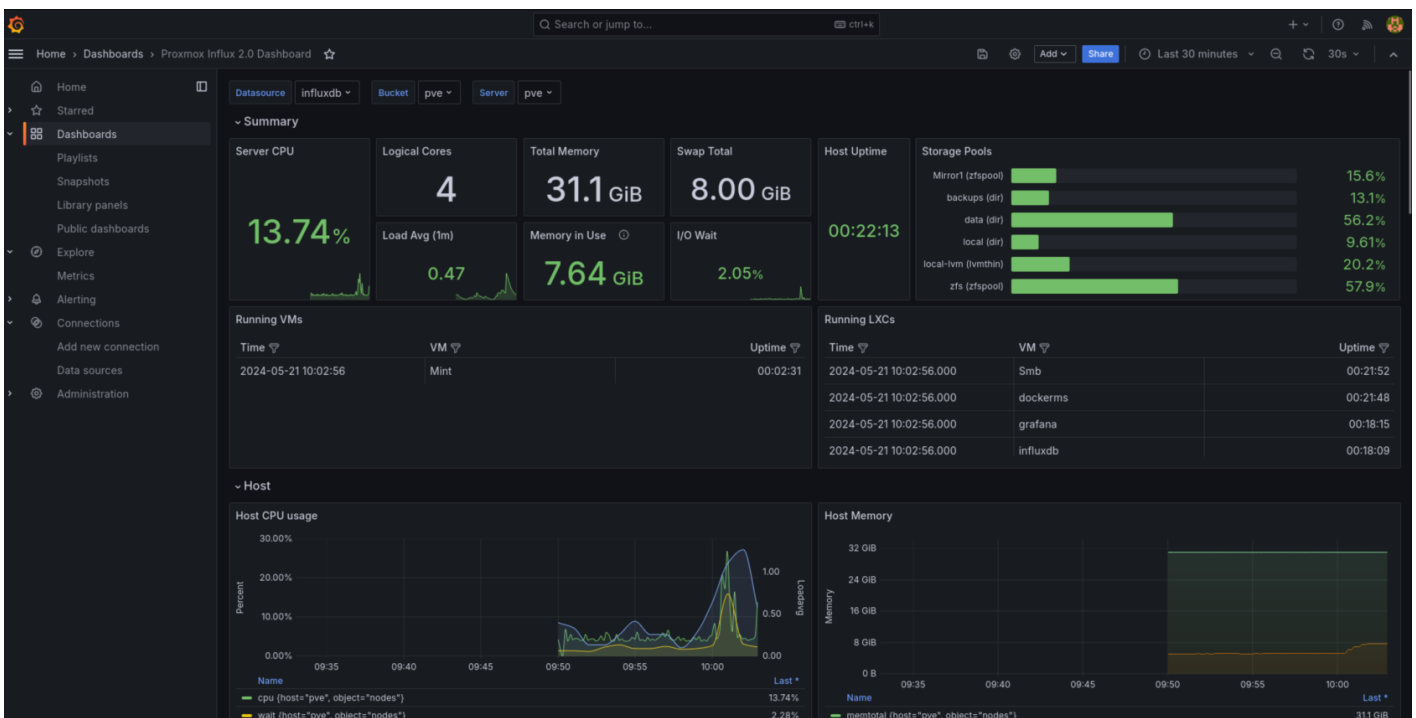 Search or jump to... ctrl+k
Home › Dashboards › Proxmox Influx 2.0 Dashboard Add Share Last 30 minutes 30s
Home
Starred
Dashboards
Playlists
Snapshots
Library panels
Public dashboards
Explore
Metrics
Alerting
Connections
Add new connection
Data sources
Administration
Datasource influxdb Bucket pve Server pve
Summary
Server CPU
13.74%
Logical Cores
4
Load Avg (1m)
0.47
Total Memory
31.1 GiB
Memory in Use
7.64 GiB
Swap Total
8.00 GiB
I/O Wait
2.05%
Host Uptime
00:22:13
Storage Pools
Mirror1 (zfspool) 15.6%
backups (dir) 13.1%
data (dir) 56.2%
local (dir) 9.61%
local-lvm (lvmthin) 20.2%
zfs (zfspool) 57.9%
Running VMs
Time VM Uptime
2024-05-21 10:02:56 Mint 00:02:31
Running LXCs
Time VM Uptime
2024-05-21 10:02:56.000 Smb 00:21:52
2024-05-21 10:02:56.000 dockerms 00:21:48
2024-05-21 10:02:56.000 grafana 00:18:15
2024-05-21 10:02:56.000 influxdb 00:18:09
Host
Host CPU usage
Percent
30.00%
20.00%
10.00%
0.00%
1.00
0.50
0.00
Loadavg
09:35 09:40 09:45 09:50 09:55 10:00
Name Last *
cpu {host="pve", object="nodes"} 13.74%
wait {host="pve", object="nodes"} 2.28%
Host Memory
Memory
32 GiB
24 GiB
16 GiB
8 GiB
0 B
09:35 09:40 09:45 09:50 09:55 10:00
Name Last *
memtotal {host="pve", object="nodes"} 31.1 GiB